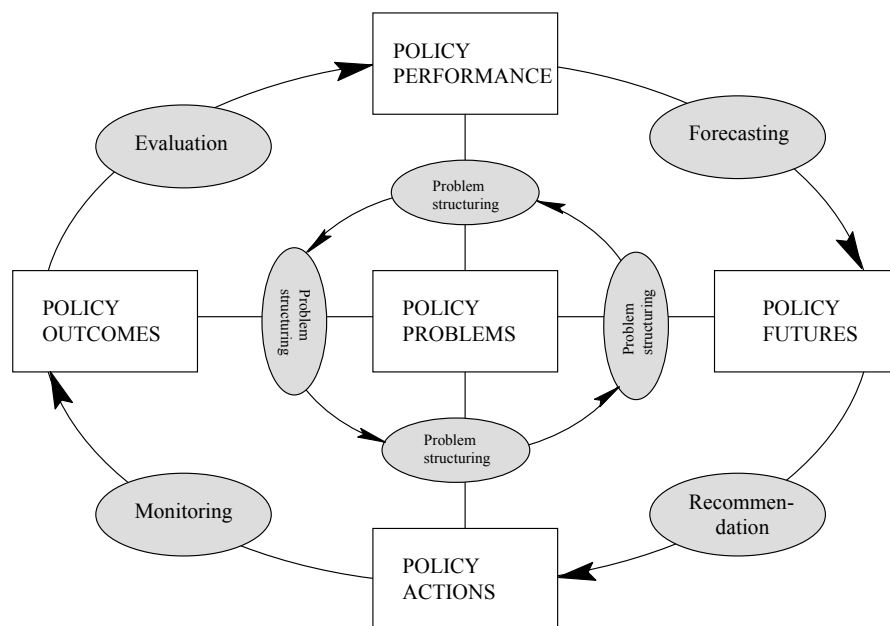 POLICY
PERFORMANCE
Evaluation
Forecasting
Problem
structuring
POLICY
OUTCOMES
Problem
structuring
POLICY
PROBLEMS
Problem
structuring
POLICY
FUTURES
Problem
structuring
Monitoring
Recommen-
dation
POLICY
ACTIONS